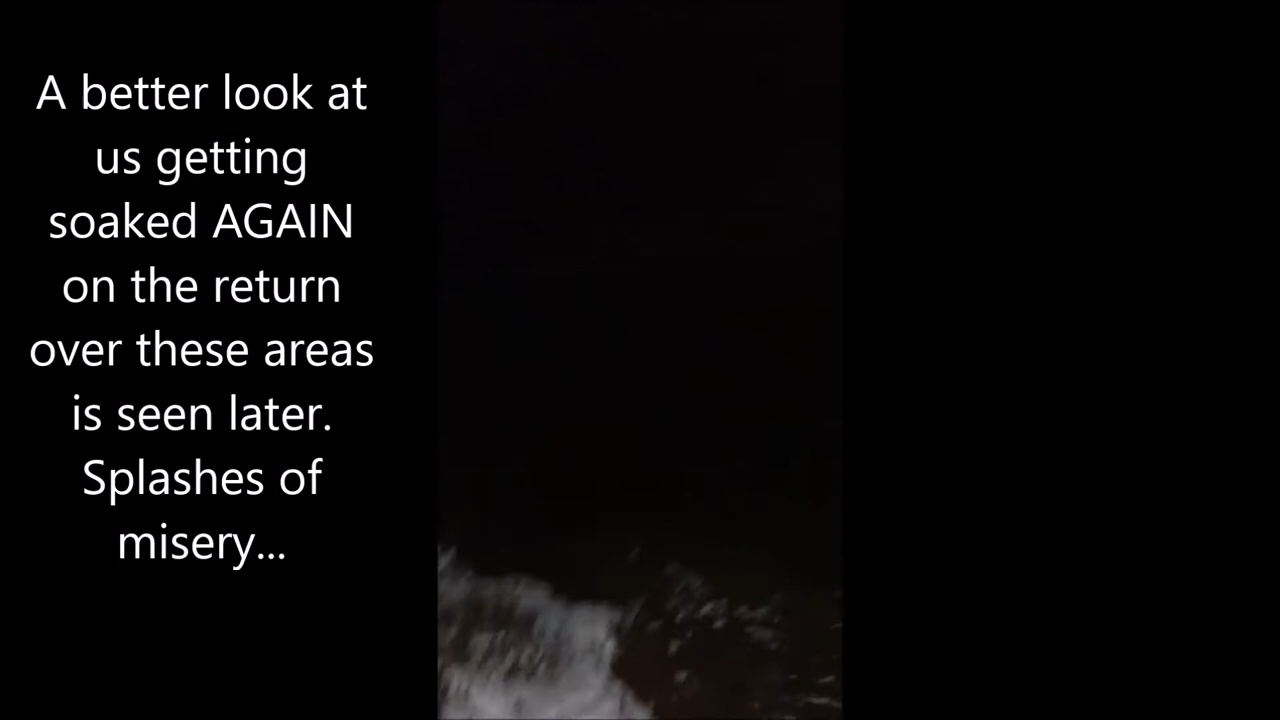 A better look at
us getting
soaked AGAIN
on the return
over these areas
is seen later.
Splashes of
misery...